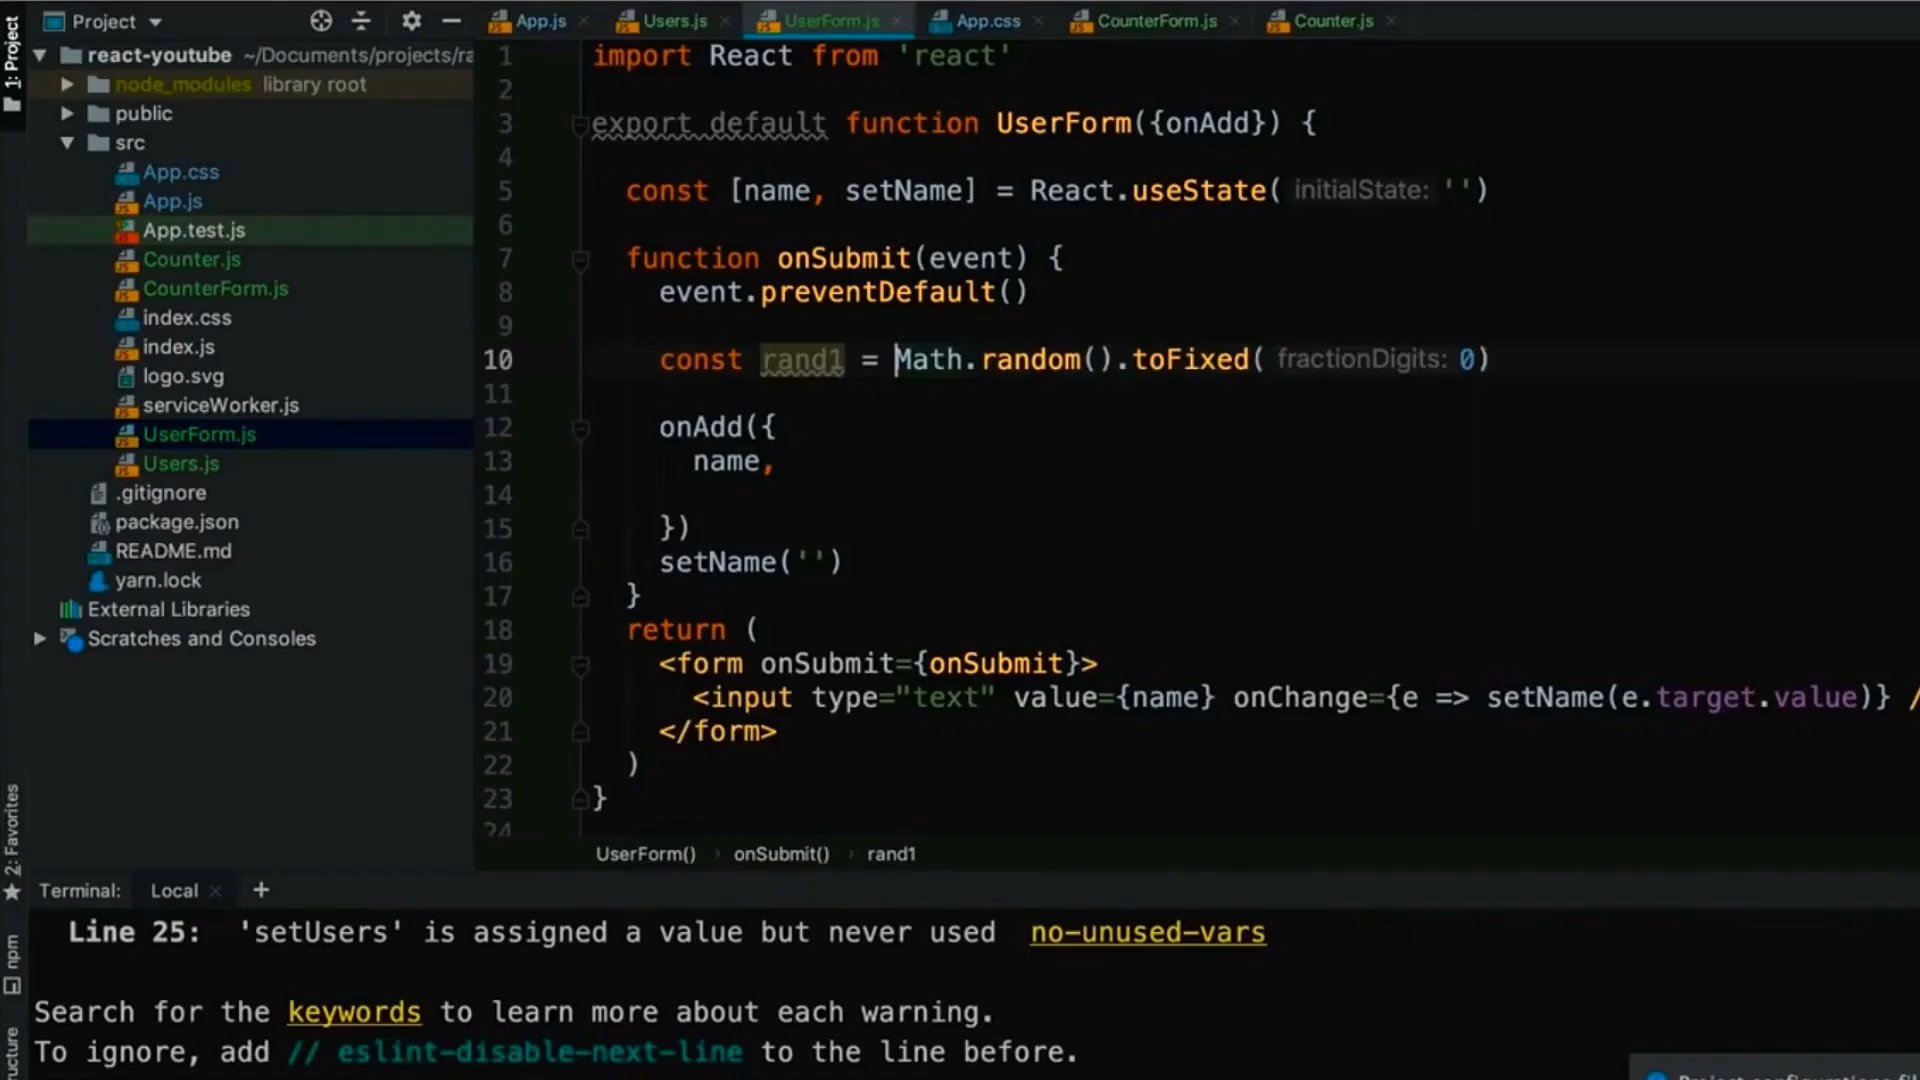 1: Project
Project
react-youtube ~/Documents/projects/ra
node_modules library root
public
src
App.css
App.js
App.test.js
Counter.js
CounterForm.js
index.css
index.js
logo.svg
serviceWorker.js
UserForm.js
Users.js
.gitignore
package.json
README.md
yarn.lock
External Libraries
Scratches and Consoles
2: Favorites
npm
ructure
App.js Users.js UserForm.js App.css CounterForm.js Counter.js
1 import React from 'react'
2
3 export default function UserForm({onAdd}) {
4
5 const [name, setName] = React.useState( initialState: '')
6
7 function onSubmit(event) {
8 event.preventDefault()
9
10 const rand1 = Math.random().toFixed( fractionDigits: 0)
11
12 onAdd({
13 name,
14
15 })
16 setName('')
17 }
18 return (
19 <form onSubmit={onSubmit}>
20 <input type="text" value={name} onChange={e => setName(e.target.value)} /
21 </form>
22 )
23 }
24
UserForm() › onSubmit() › rand1
Terminal: Local +
Line 25: 'setUsers' is assigned a value but never used no-unused-vars
Search for the keywords to learn more about each warning.
To ignore, add // eslint-disable-next-line to the line before.